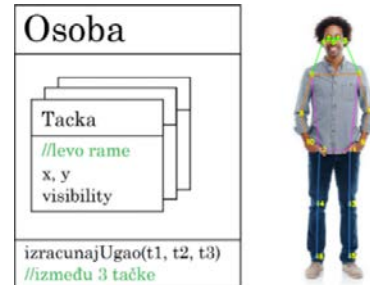 Osoba
Tacka
//levo rame
x, y
visibility
izracunajUgao(t1, t2, t3)
//između 3 tačke